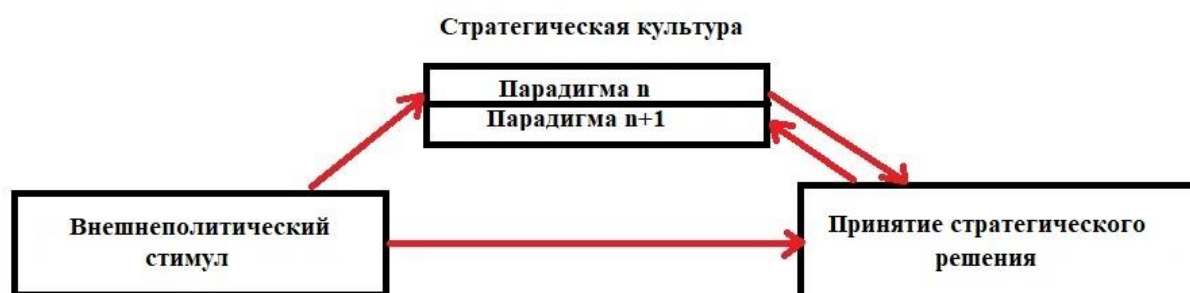 Стратегическая культура
Парадигма n
Парадигма n+1
Внешнеполитический
стимул
Принятие стратегического
решения